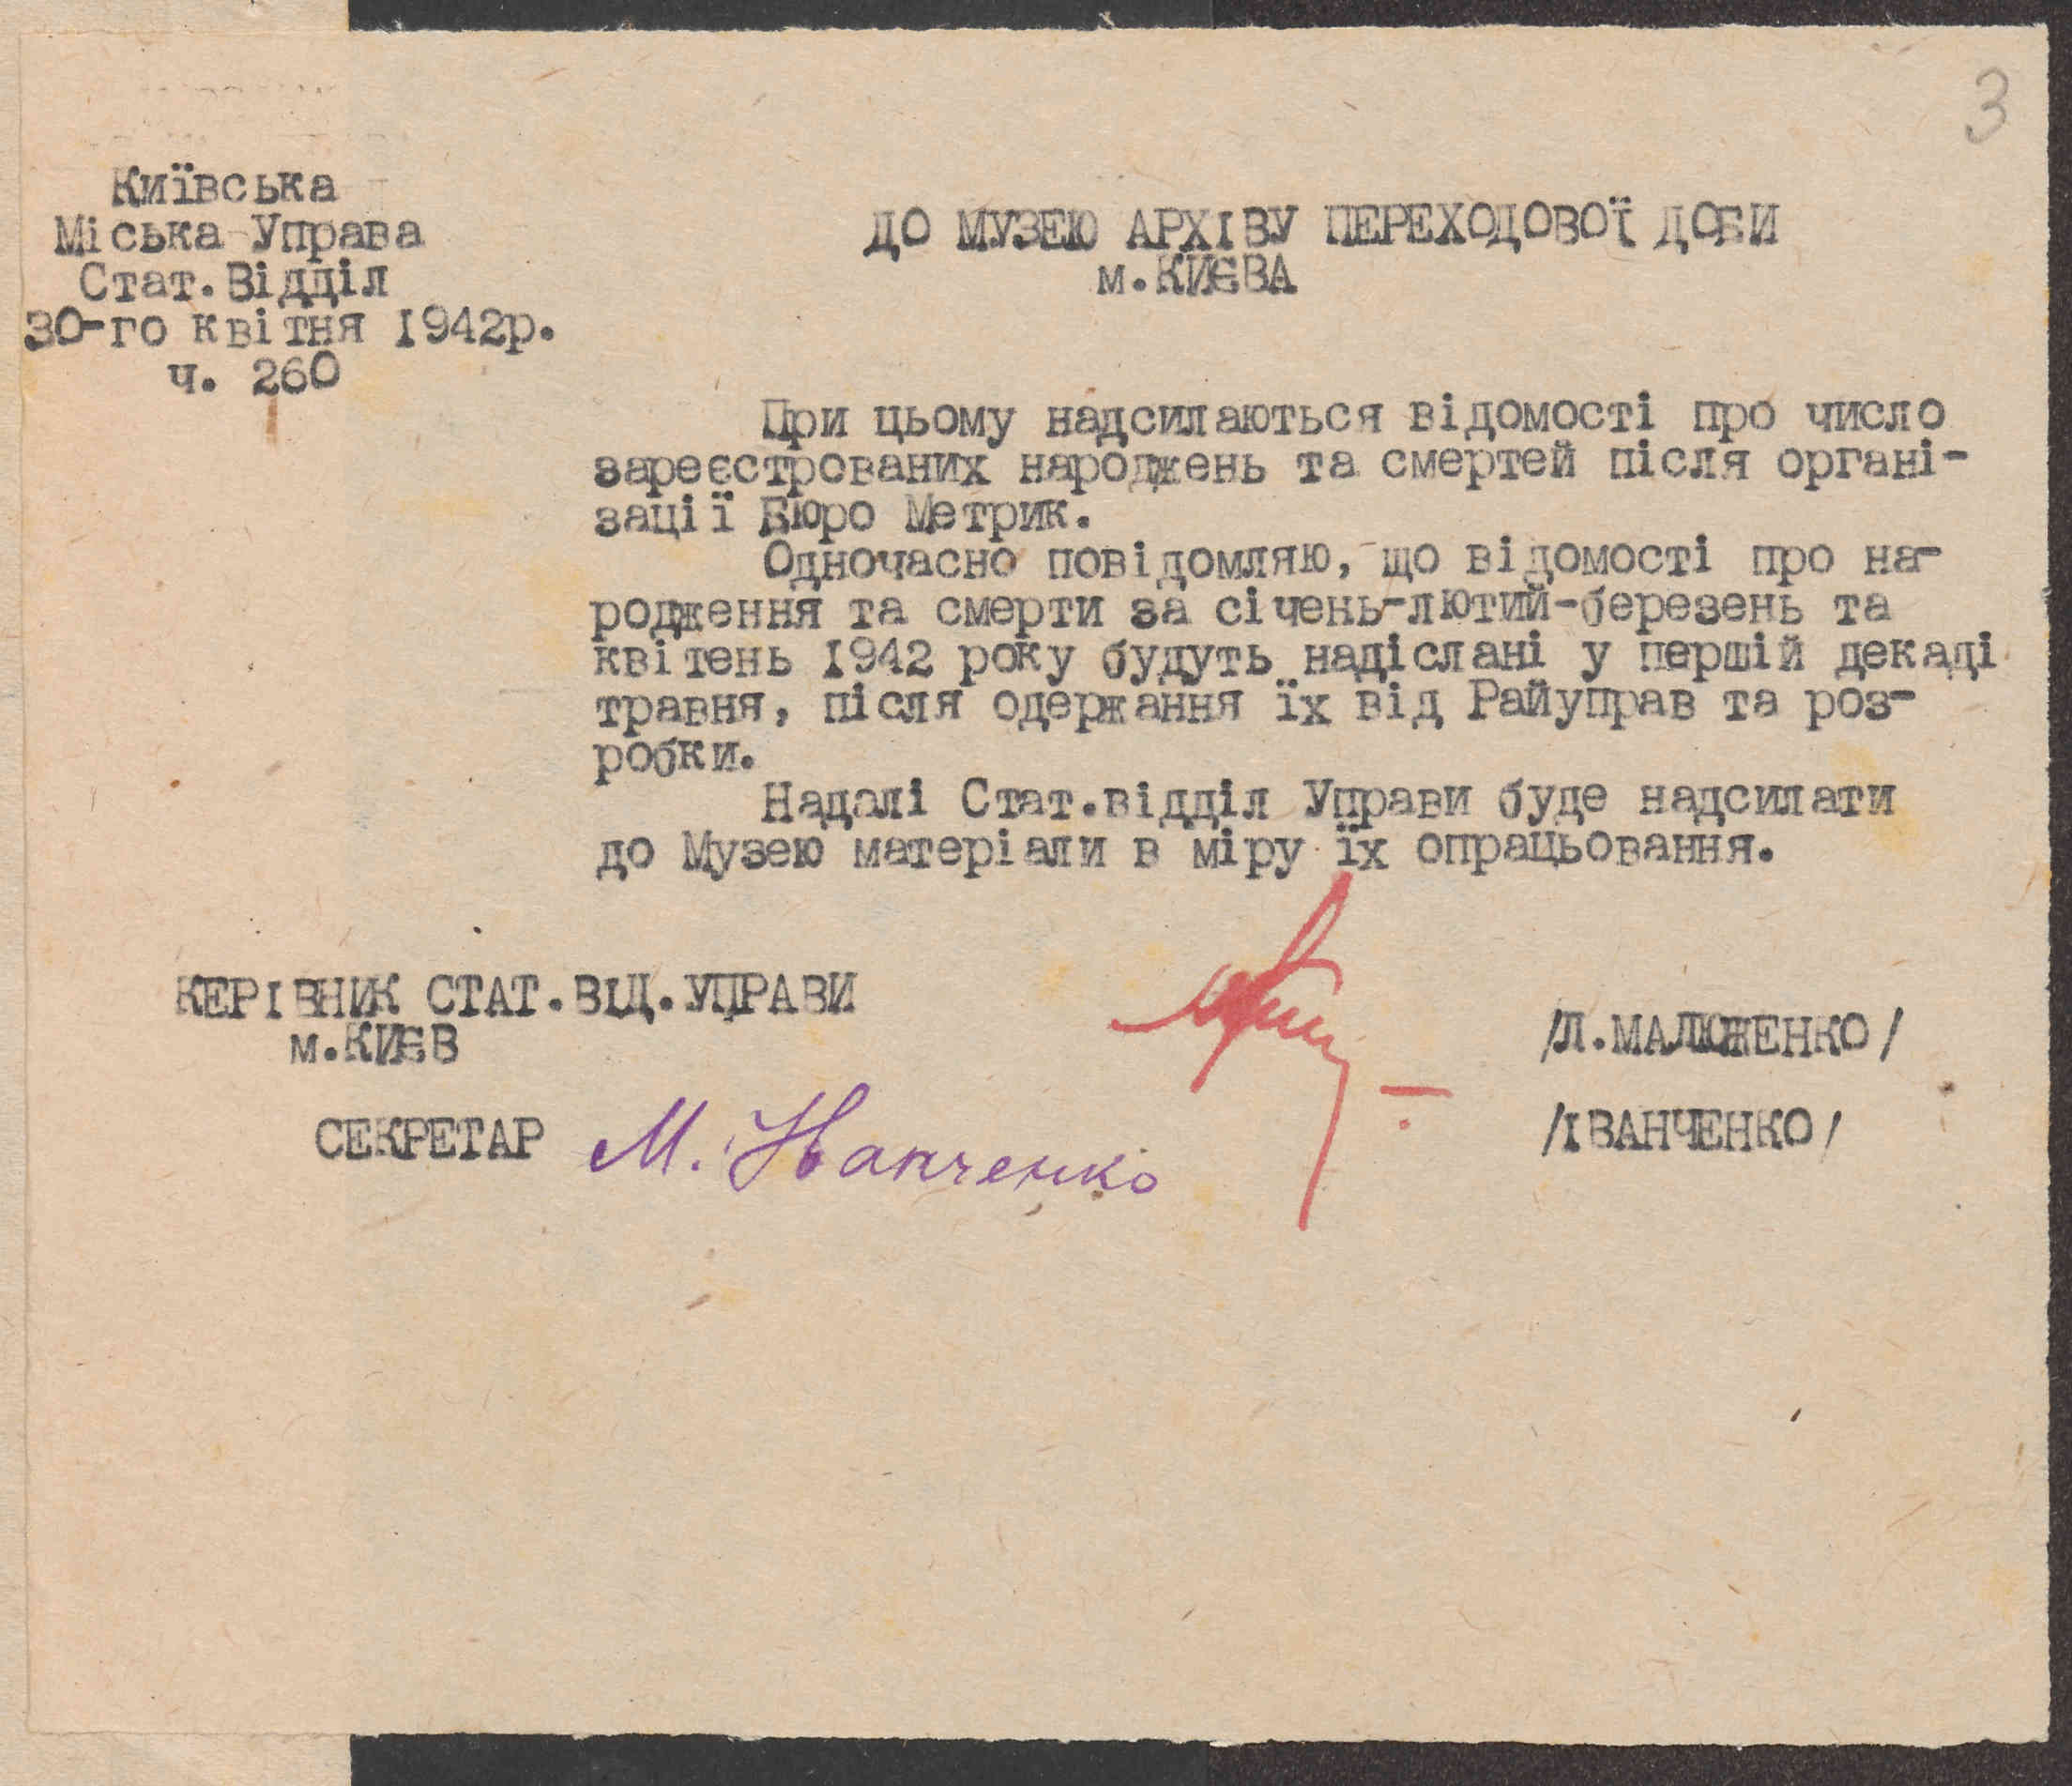 3
Київська
Міська Управа
Стат.Відділ
30-го квітня 1942р.
ч. 260
ДО МУЗЕЮ АРХІВУ ПЕРЕХОДОВОЇ ДОБИ
м.КИЄВА
При цьому надсилаються відомості про число
зареєстрованих народжень та смертей після органі-
зації Бюро Метрик.
Одночасно повідомляю, що відомості про на-
родження та смерти за січень-лютий-березень та
квітень 1942 року будуть надіслані у першій декаді
травня, після одержання їх від Райуправ та роз-
робки.
Надалі Стат.відділ Управи буде надсилати
до Музею матеріали в міру їх опрацьовання.
КЕРІВНИК СТАТ.ВІД.УПРАВИ
м.КИЄВ
/Л.МАЛЮЖЕНКО/
СЕКРЕТАР М. Іванченко /ІВАНЧЕНКО/